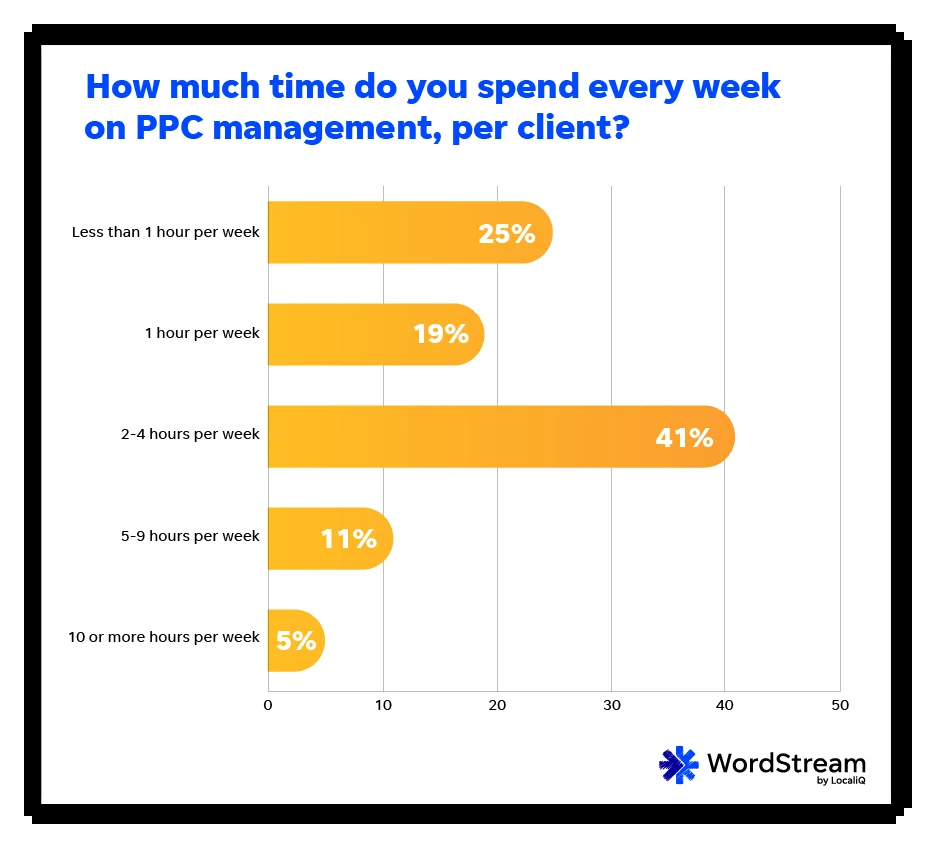 How much time do you spend every week
on PPC management, per client?
Less than 1 hour per week
25%
1 hour per week
19%
2-4 hours per week
41%
5-9 hours per week
11%
10 or more hours per week
5%
0 10 20 30 40 50
WordStream
by LocaliQ